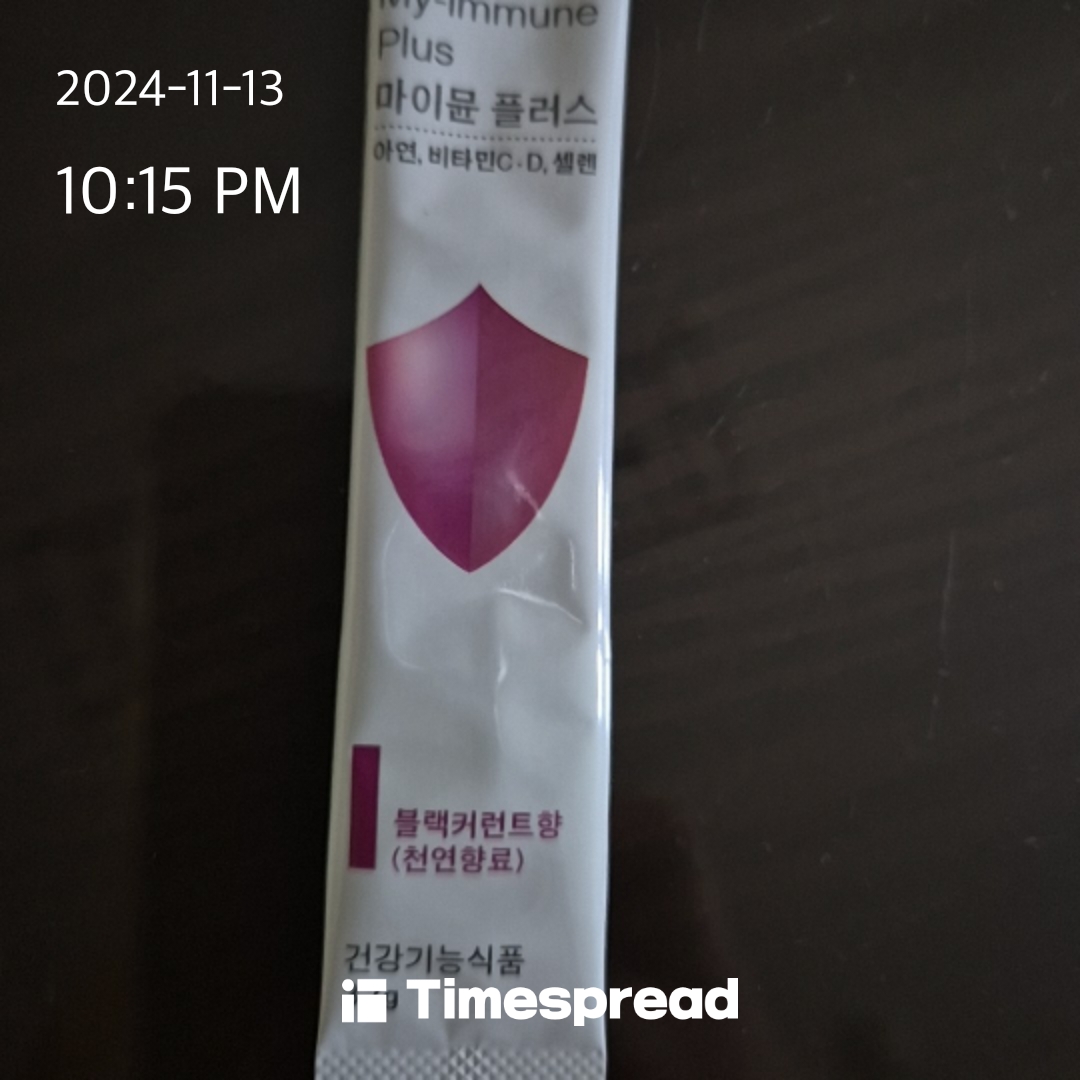 2024-11-13
10:15 PM
My-Immune
Plus
마이뮨 플러스
아연, 비타민C·D, 셀렌
블랙커런트향
(천연향료)
건강기능식품
Timespread